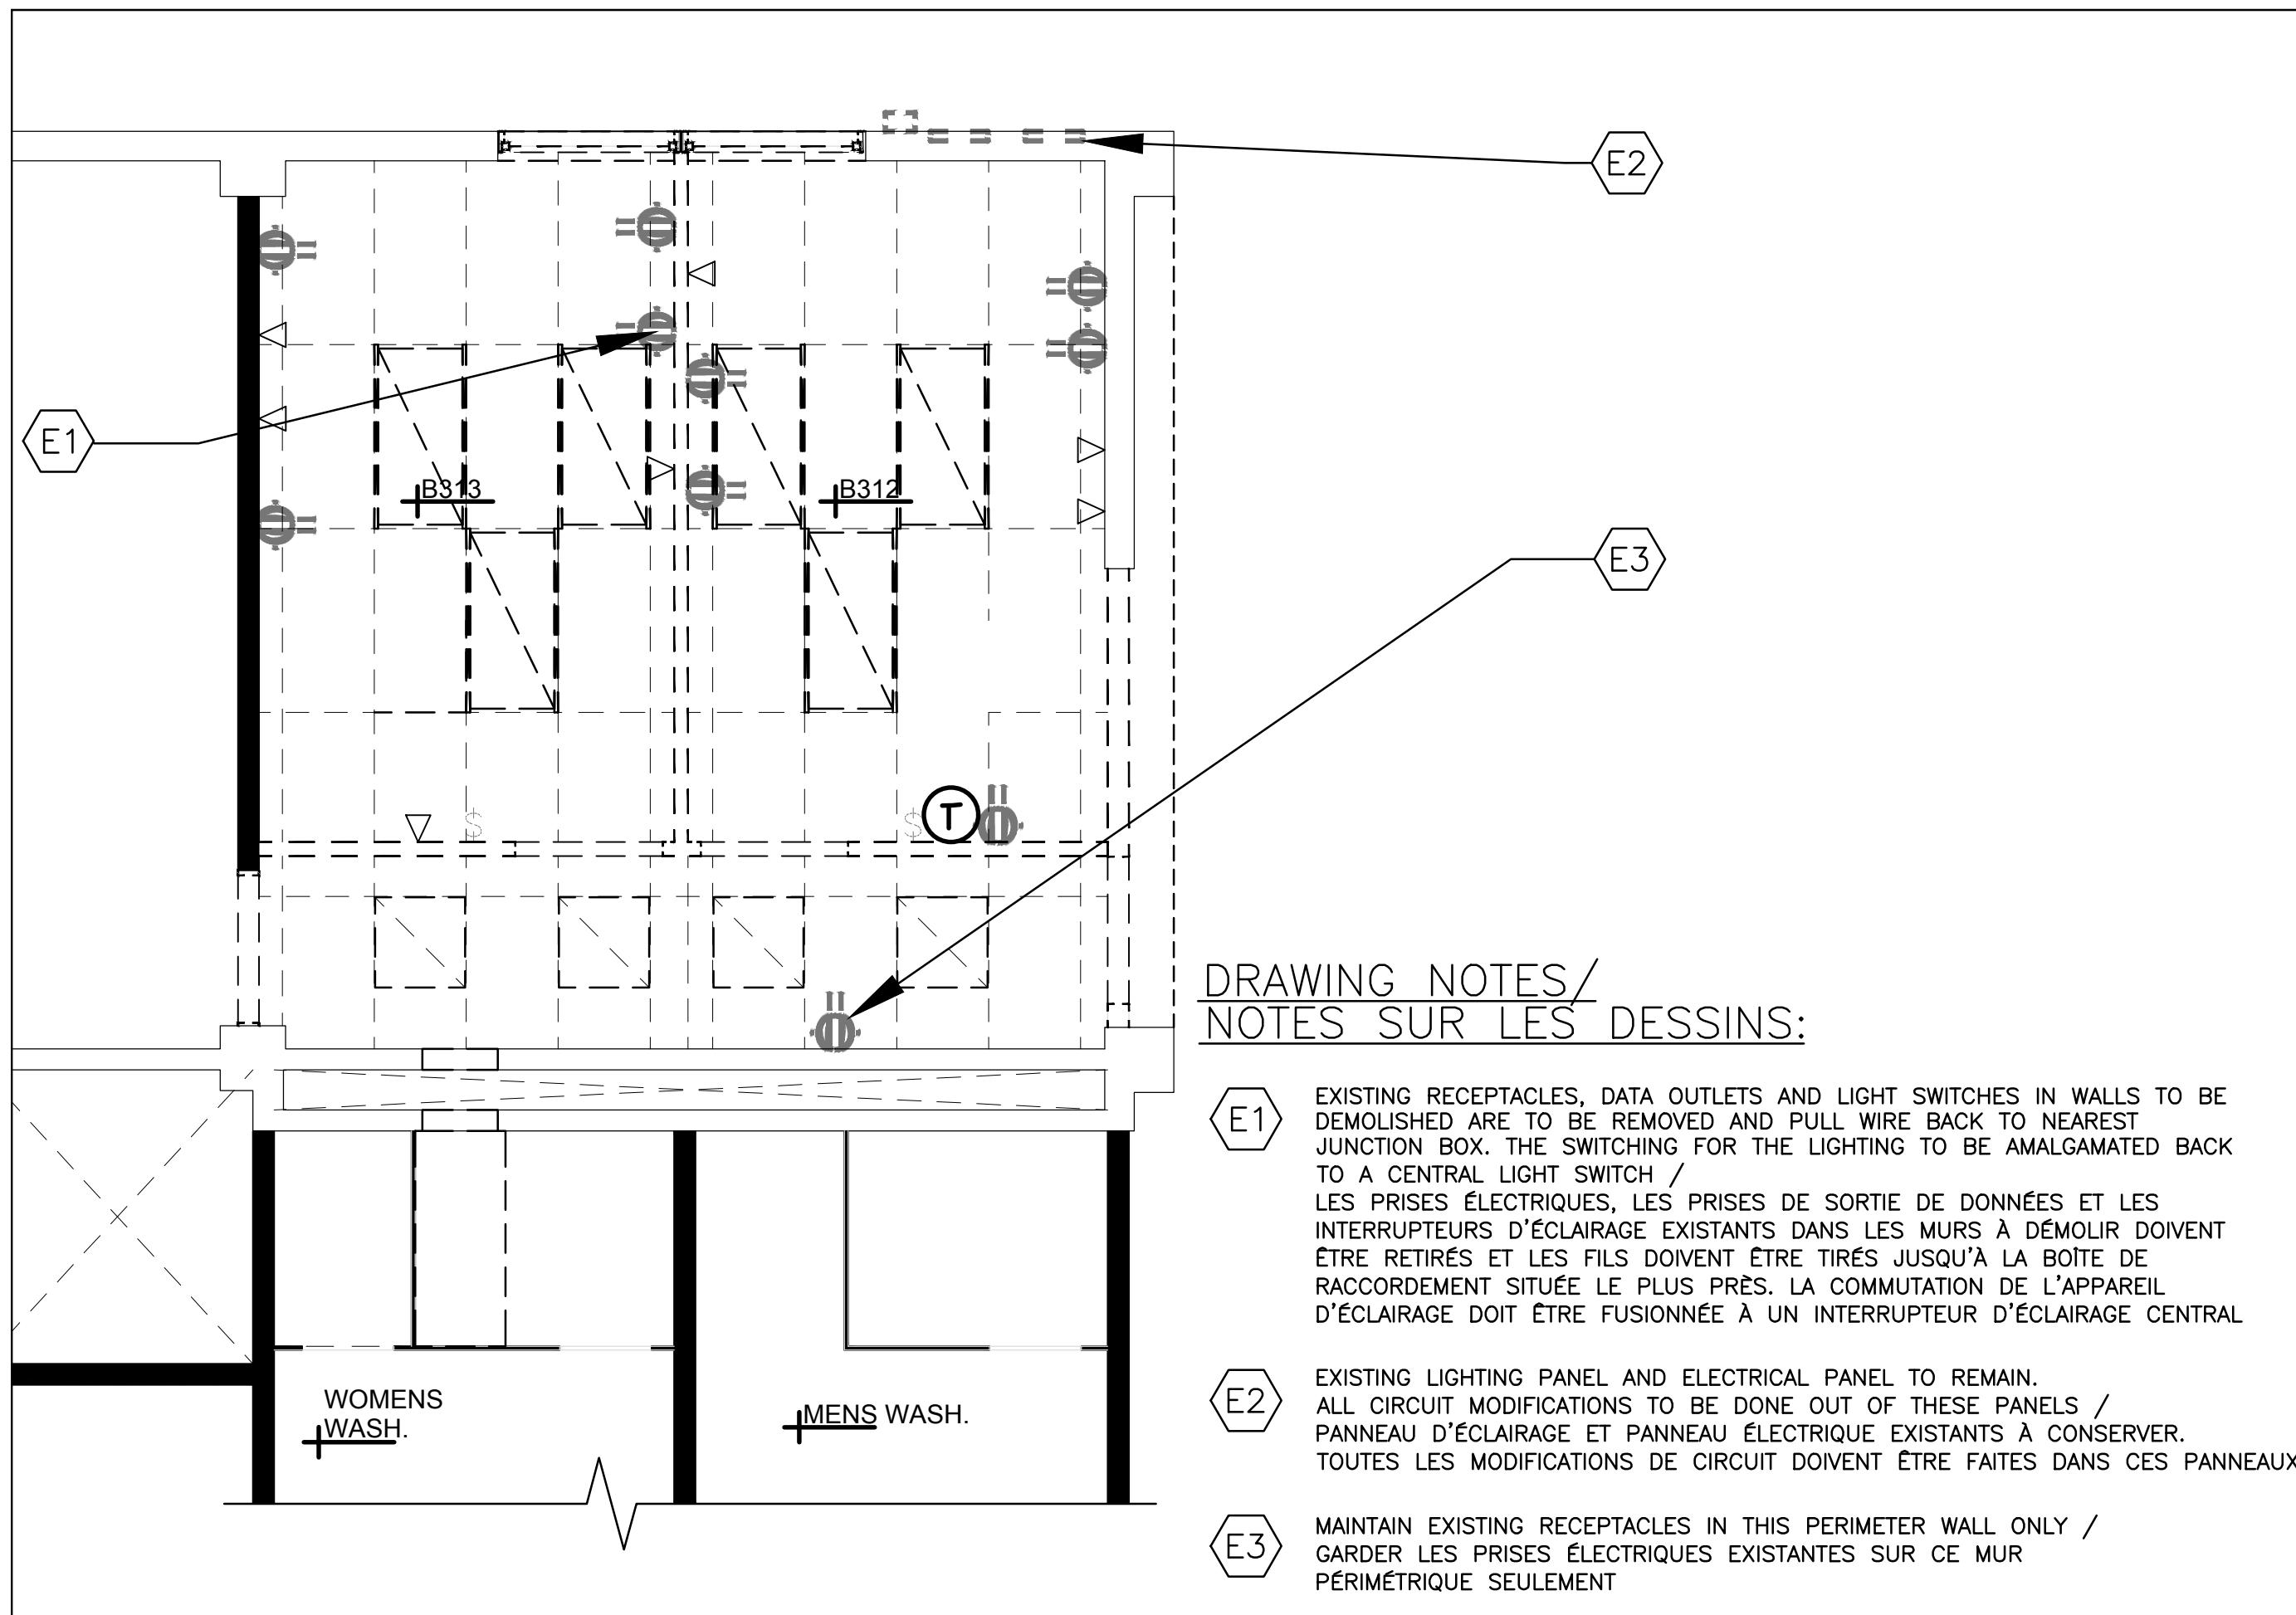 E2
E1
B313
B312
E3
$
$
T
DRAWING NOTES/
NOTES SUR LES DESSINS:
E1
EXISTING RECEPTACLES, DATA OUTLETS AND LIGHT SWITCHES IN WALLS TO BE
DEMOLISHED ARE TO BE REMOVED AND PULL WIRE BACK TO NEAREST
JUNCTION BOX. THE SWITCHING FOR THE LIGHTING TO BE AMALGAMATED BACK
TO A CENTRAL LIGHT SWITCH /
LES PRISES ÉLECTRIQUES, LES PRISES DE SORTIE DE DONNÉES ET LES
INTERRUPTEURS D'ÉCLAIRAGE EXISTANTS DANS LES MURS À DÉMOLIR DOIVENT
ÊTRE RETIRÉS ET LES FILS DOIVENT ÊTRE TIRÉS JUSQU'À LA BOÎTE DE
RACCORDEMENT SITUÉE LE PLUS PRÈS. LA COMMUTATION DE L'APPAREIL
D'ÉCLAIRAGE DOIT ÊTRE FUSIONNÉE À UN INTERRUPTEUR D'ÉCLAIRAGE CENTRAL
E2
EXISTING LIGHTING PANEL AND ELECTRICAL PANEL TO REMAIN.
ALL CIRCUIT MODIFICATIONS TO BE DONE OUT OF THESE PANELS /
PANNEAU D'ÉCLAIRAGE ET PANNEAU ÉLECTRIQUE EXISTANTS À CONSERVER.
TOUTES LES MODIFICATIONS DE CIRCUIT DOIVENT ÊTRE FAITES DANS CES PANNEAUX
E3
MAINTAIN EXISTING RECEPTACLES IN THIS PERIMETER WALL ONLY /
GARDER LES PRISES ÉLECTRIQUES EXISTANTES SUR CE MUR
PÉRIMÉTRIQUE SEULEMENT
WOMENS
WASH.
MENS WASH.